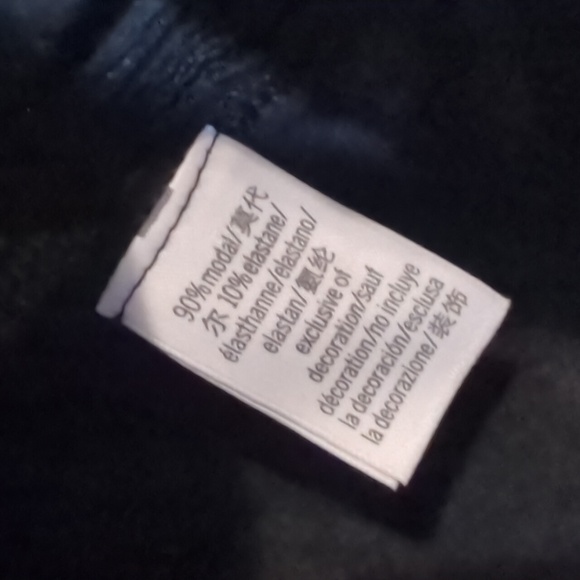 90% modal/莫代
尔 10% elastane/
élasthanne/elastano/
elastan/氨纶
exclusive of
decoration/sauf
décoration/no incluye
la decoración/esclusa
la decorazione/装饰